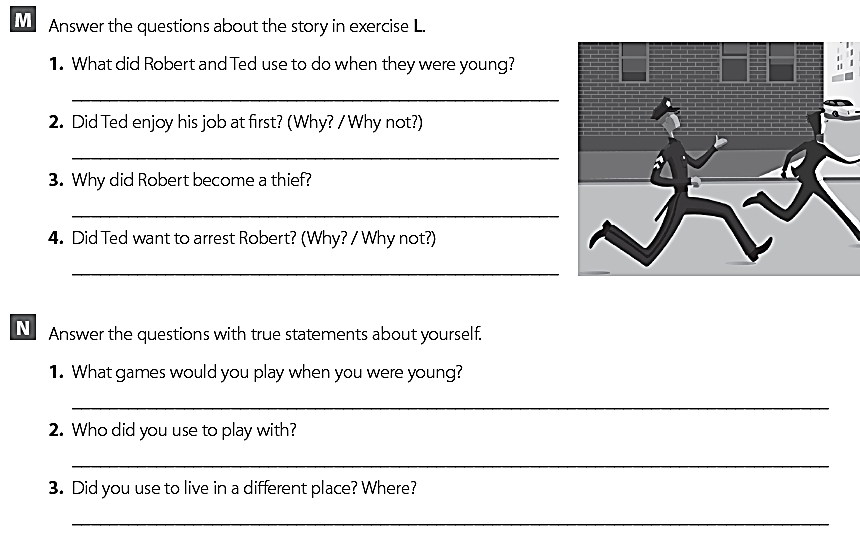 M Answer the questions about the story in exercise L.
1. What did Robert and Ted use to do when they were young?
2. Did Ted enjoy his job at first? (Why? / Why not?)
3. Why did Robert become a thief?
4. Did Ted want to arrest Robert? (Why? / Why not?)
N Answer the questions with true statements about yourself.
1. What games would you play when you were young?
2. Who did you use to play with?
3. Did you use to live in a different place? Where?